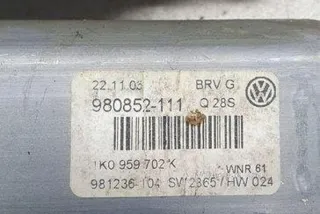 22.11.03 BRV G
980852-111 Q 28S
1K0 959 702 K WNR 61
981236-104 SW 2365 / HW 024